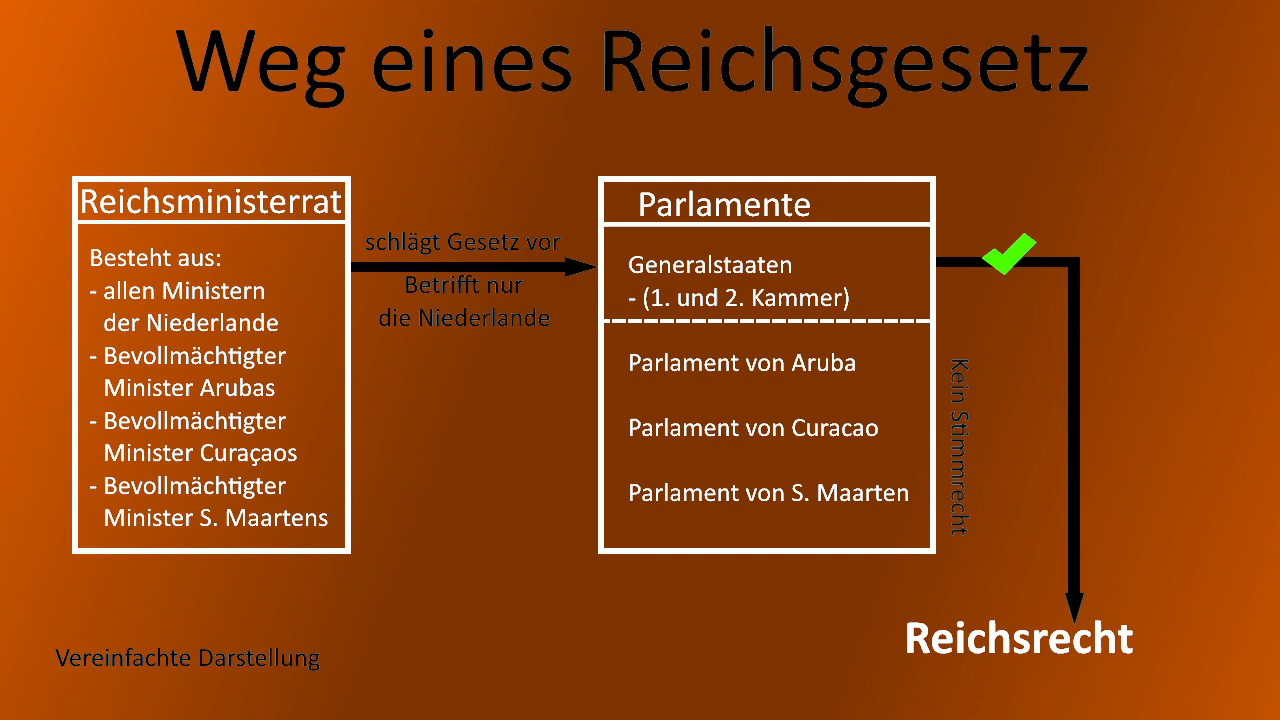 Weg eines Reichsgesetz
Reichsministerrat
Besteht aus:
- allen Ministern
der Niederlande
- Bevollmächtigter
Minister Arubas
- Bevollmächtigter
Minister Curaçaos
- Bevollmächtigter
Minister S. Maartens
schlägt Gesetz vor
Betrifft nur
die Niederlande
Parlamente
Generalstaaten
- (1. und 2. Kammer)
Parlament von Aruba
Parlament von Curacao
Parlament von S. Maarten
Kein Stimmrecht
Reichsrecht
Vereinfachte Darstellung